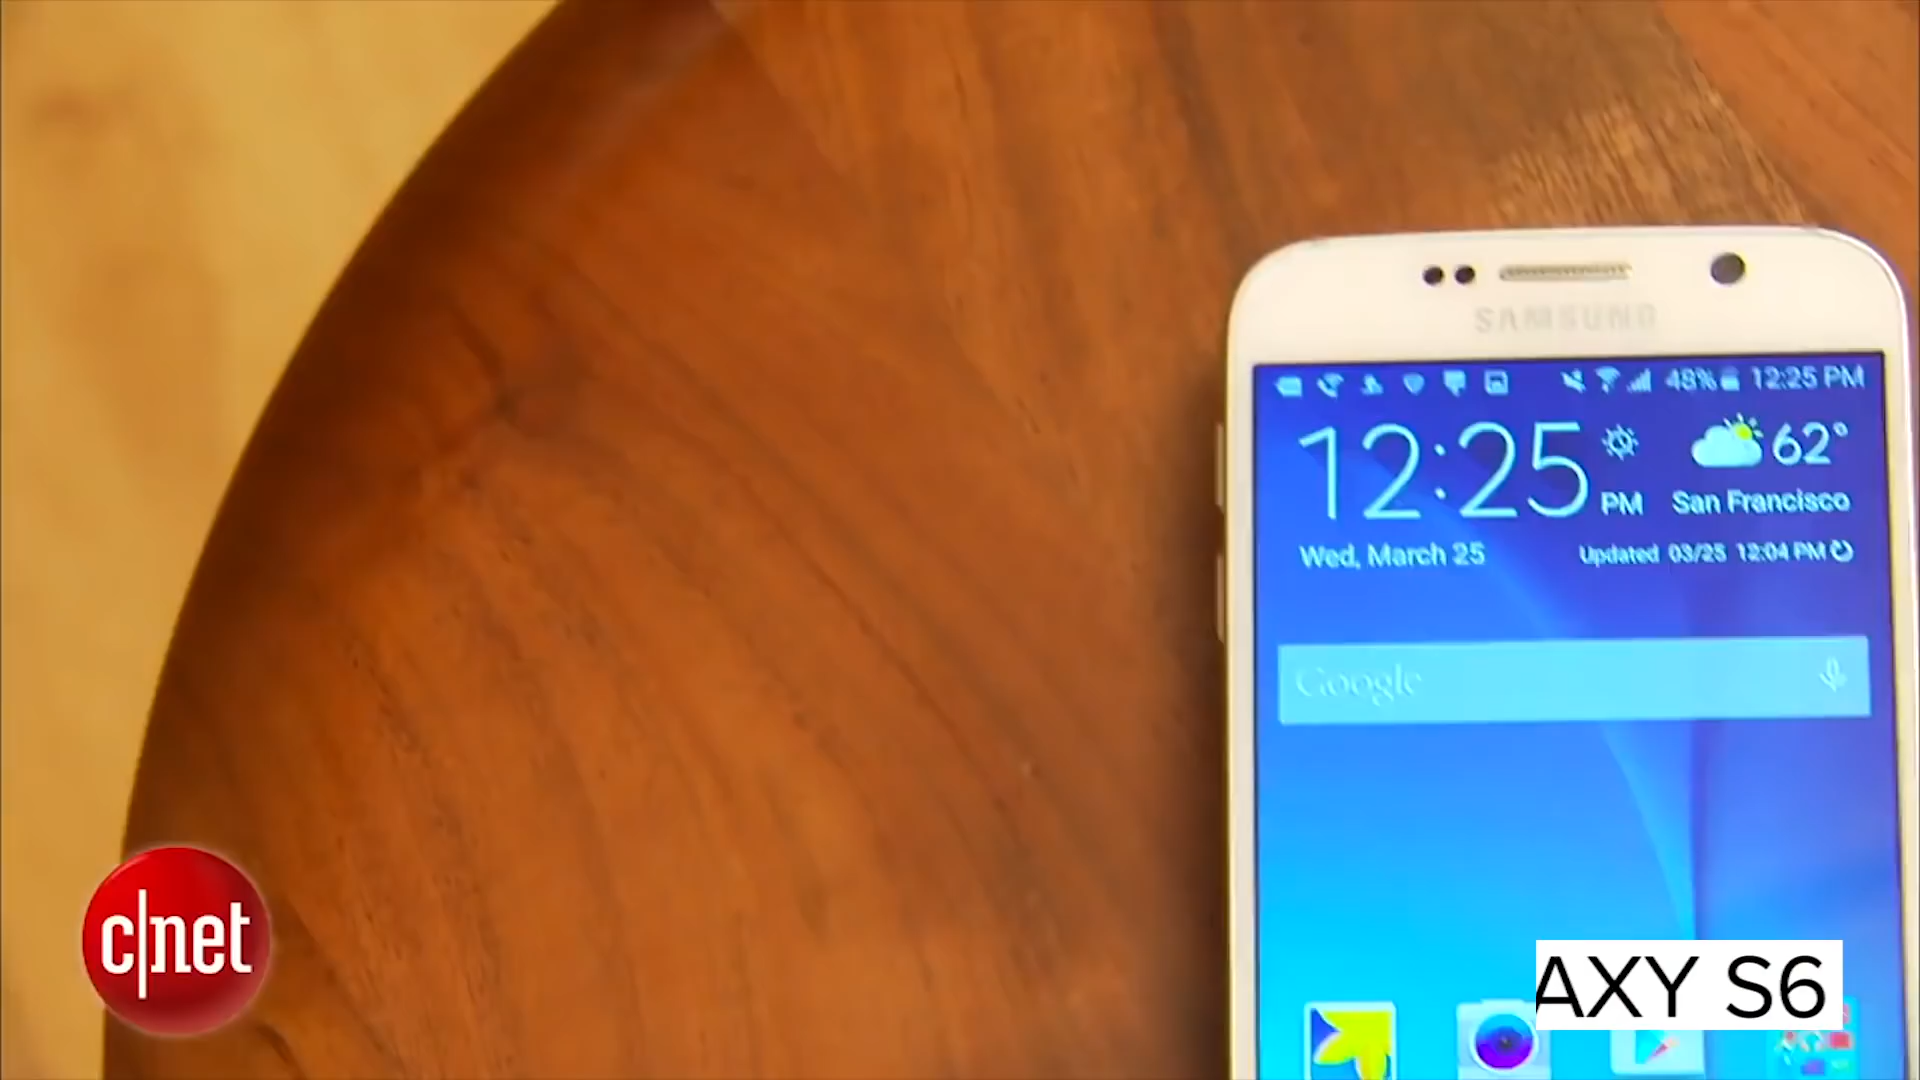 SAMSUNG
48% 12:25 PM
12:25 PM
62°
San Francisco
Wed, March 25
Updated 03/25 12:04 PM
Google
c|net
AXY S6